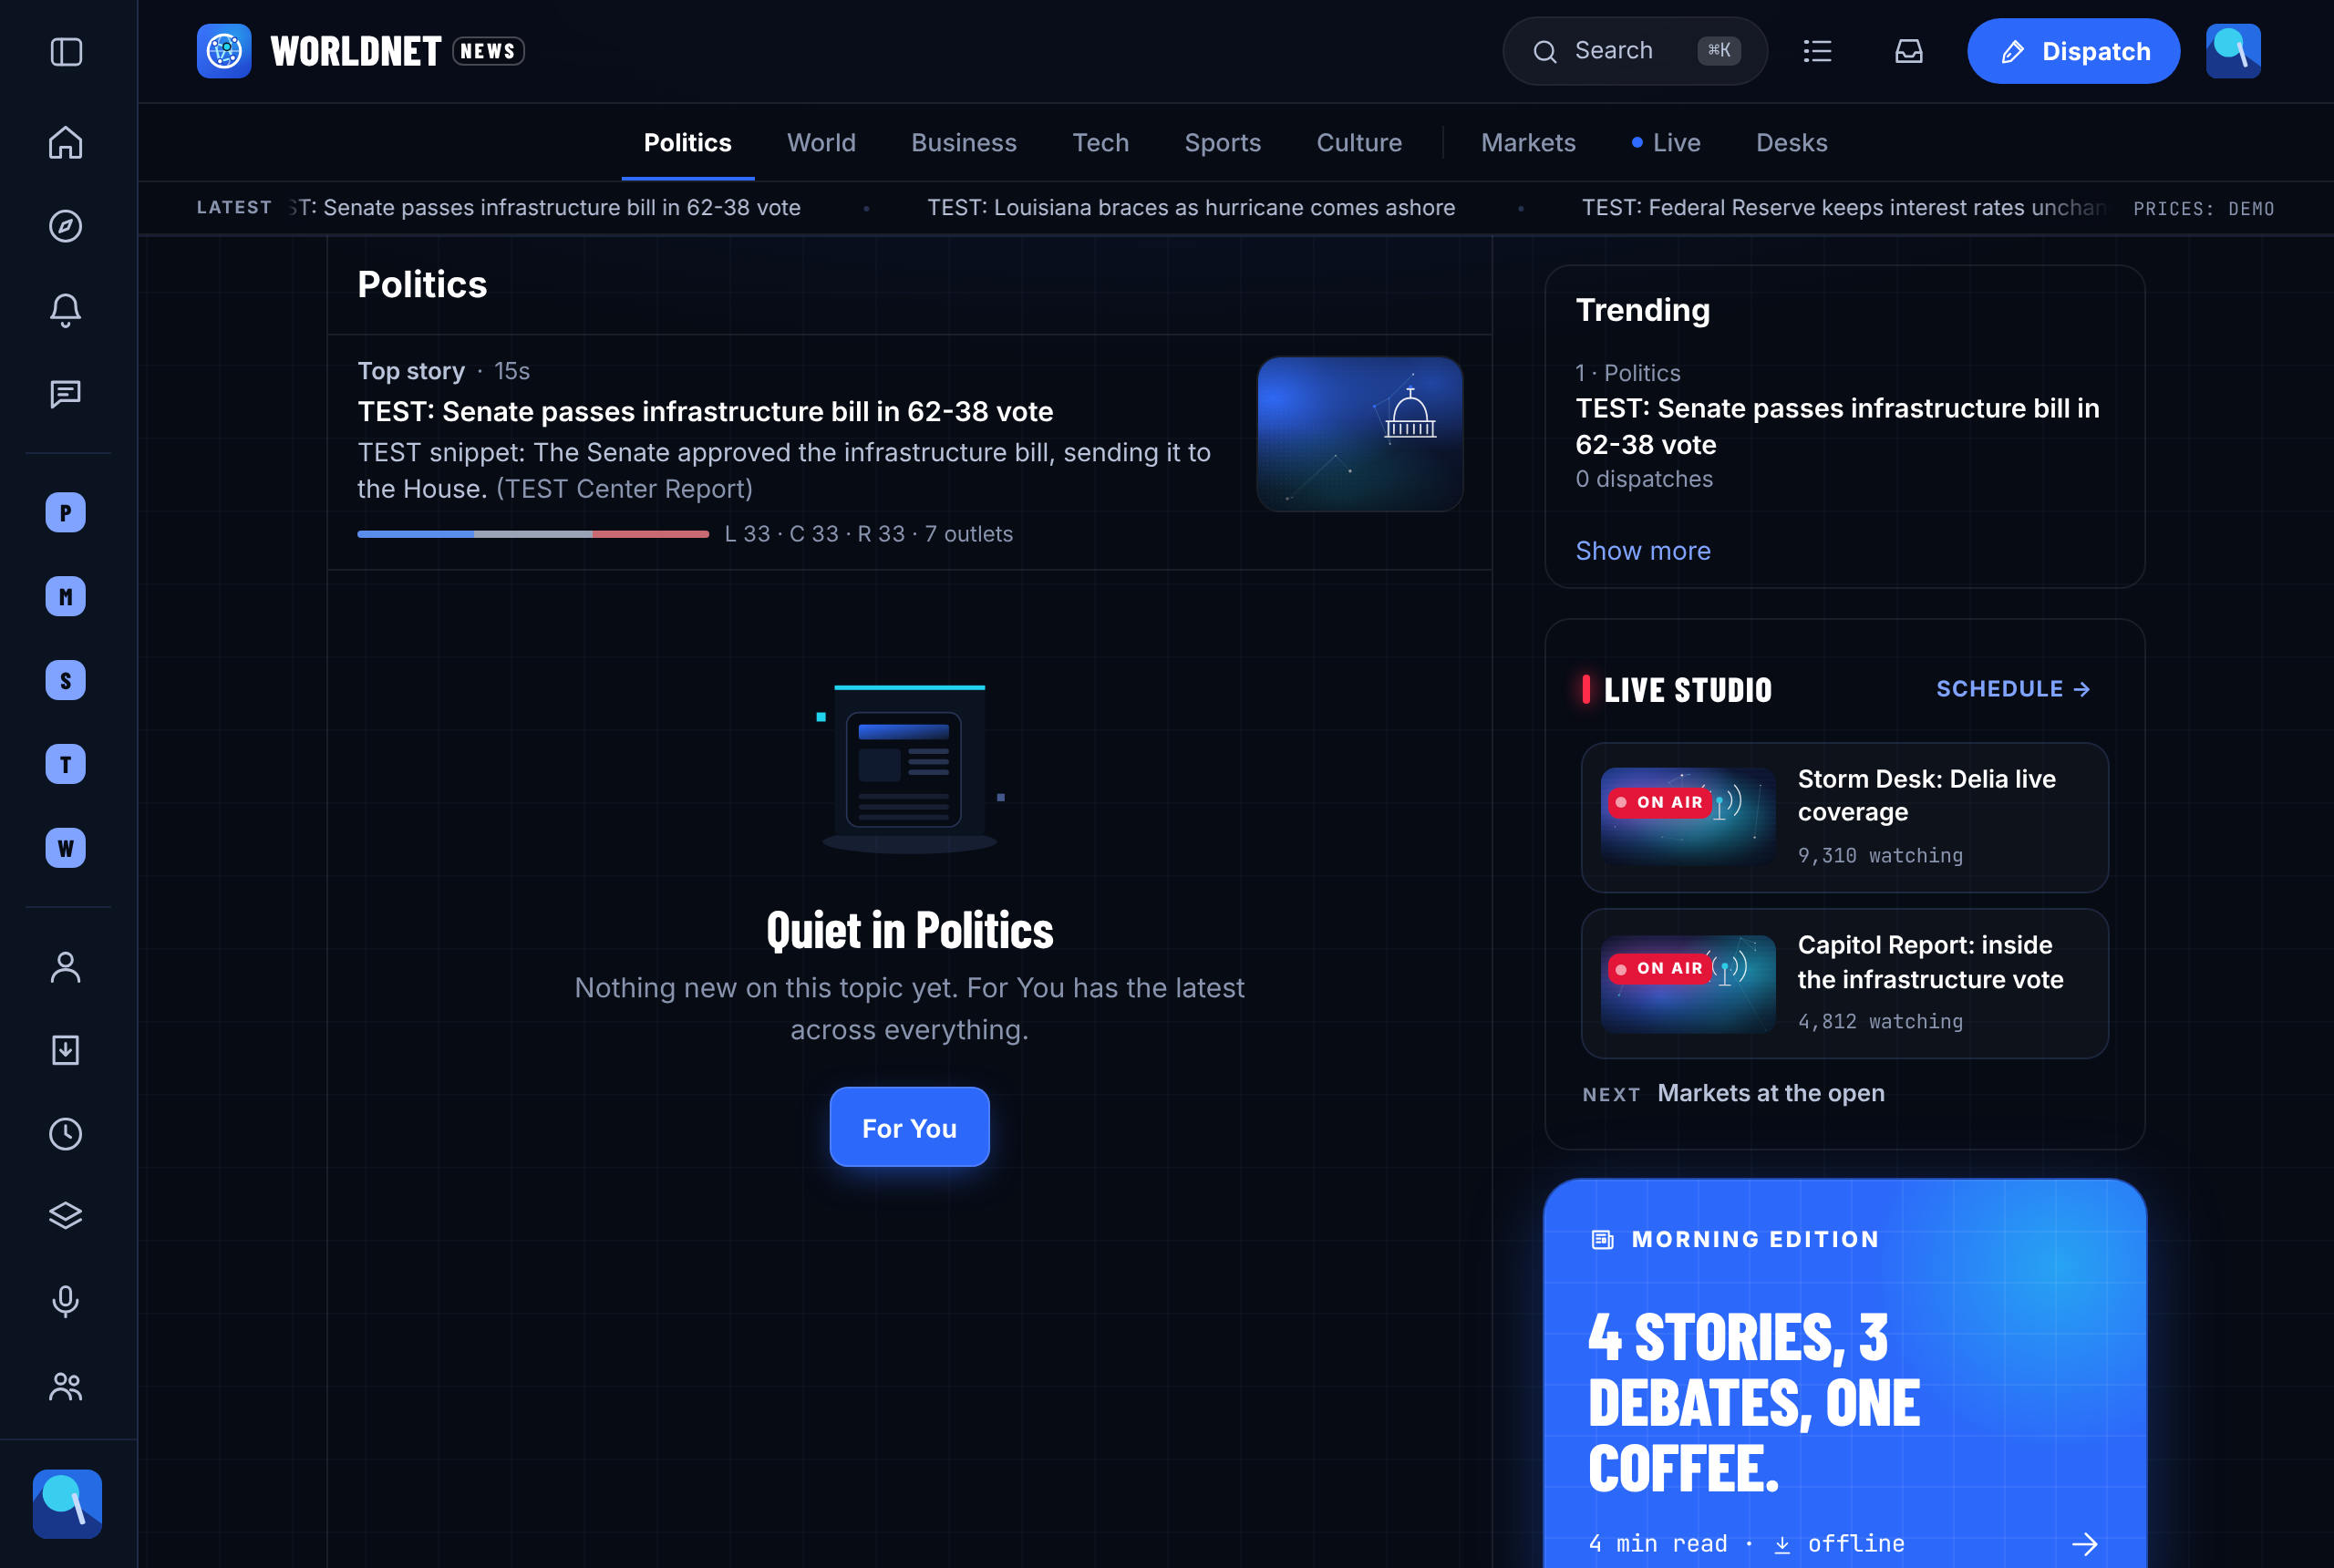 WORLDNET NEWS
Search ⌘K
Dispatch
Politics World Business Tech Sports Culture Markets Live Desks
LATEST ST: Senate passes infrastructure bill in 62-38 vote • TEST: Louisiana braces as hurricane comes ashore • TEST: Federal Reserve keeps interest rates unchan PRICES: DEMO
P
M
S
T
W
Politics
Top story · 15s
TEST: Senate passes infrastructure bill in 62-38 vote
TEST snippet: The Senate approved the infrastructure bill, sending it to
the House. (TEST Center Report)
L 33 · C 33 · R 33 · 7 outlets
Quiet in Politics
Nothing new on this topic yet. For You has the latest
across everything.
For You
Trending
1 · Politics
TEST: Senate passes infrastructure bill in
62-38 vote
0 dispatches
Show more
LIVE STUDIO SCHEDULE →
ON AIR
Storm Desk: Delia live
coverage
9,310 watching
ON AIR
Capitol Report: inside
the infrastructure vote
4,812 watching
NEXT Markets at the open
MORNING EDITION
4 STORIES, 3
DEBATES, ONE
COFFEE.
4 min read · offline →